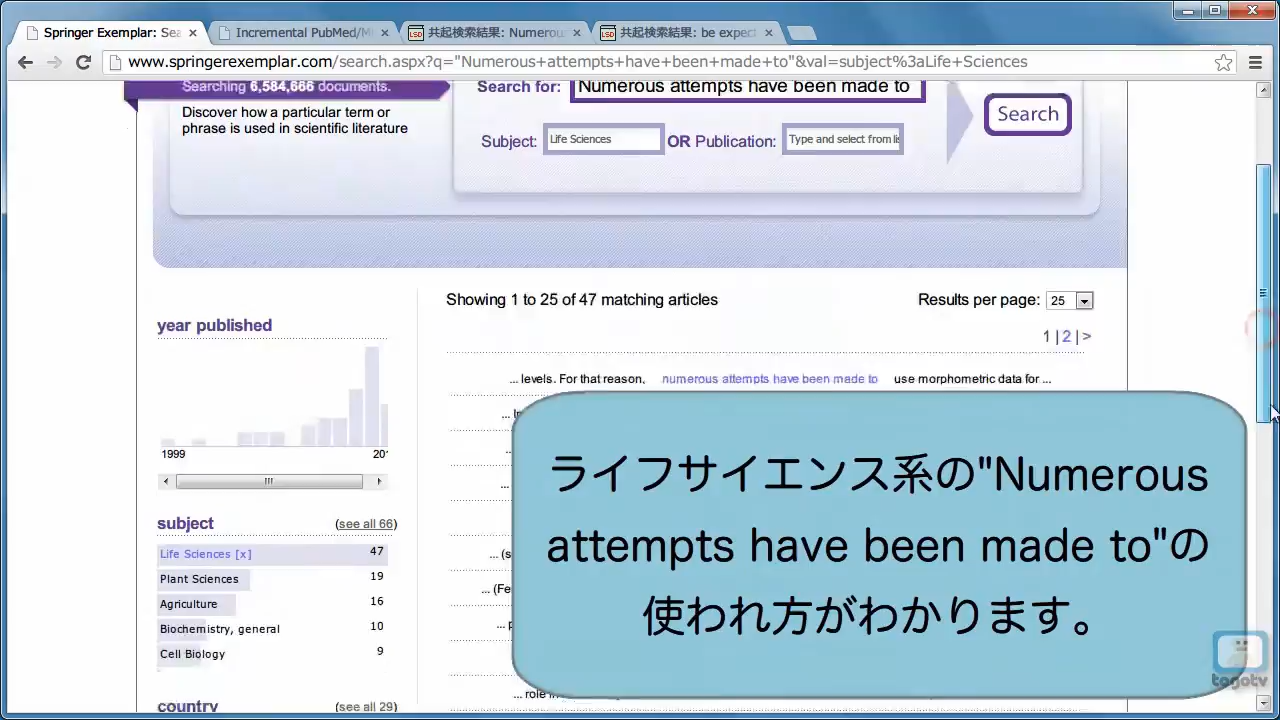 Springer Exemplar: Sea
Incremental PubMed/M
共起検索結果: Numerou
共起検索結果: be expect
www.springerexemplar.com/search.aspx?q="Numerous+attempts+have+been+made+to"&val=subject%3aLife+Sciences
Searching 6,584,666 documents.
Discover how a particular term or
phrase is used in scientific literature
Search for: Numerous attempts have been made to
Search
Subject: Life Sciences OR Publication: Type and select from lis
Showing 1 to 25 of 47 matching articles
Results per page: 25
1 | 2 | >
year published
1999
201
... levels. For that reason, numerous attempts have been made to use morphometric data for ...
subject (see all 66)
Life Sciences [x] 47
Plant Sciences 19
Agriculture 16
Biochemistry, general 10
Cell Biology 9
country (see all 29)
... (Fe
... role in
ライフサイエンス系の"Numerous
attempts have been made to"の
使われ方がわかります。
togotv